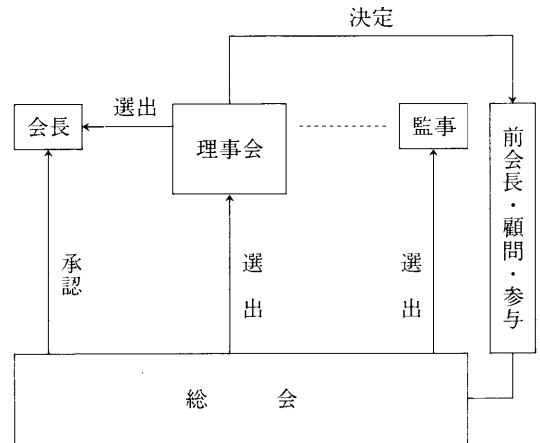 決定
選出
会長
理事会
監事
前会長・顧問・参与
承認
選出
選出
総会